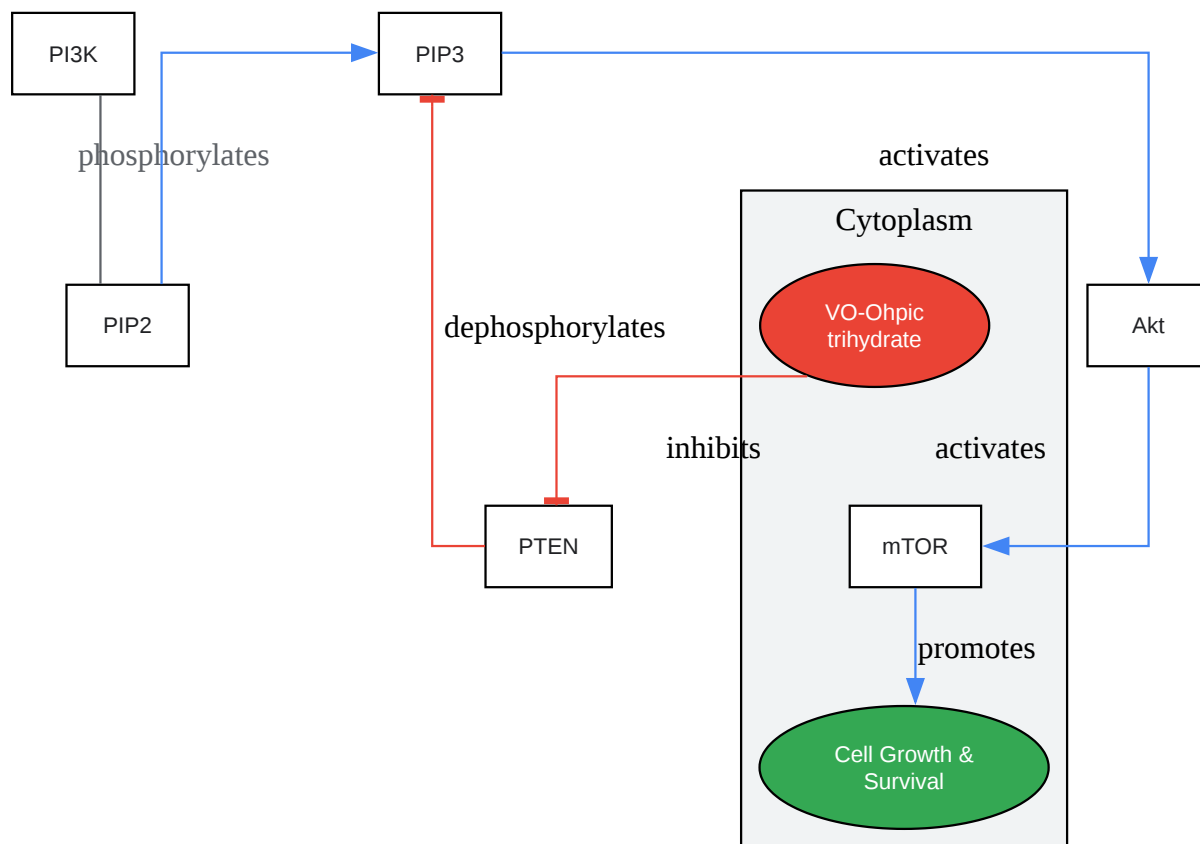 PI3K
PIP3
phosphorylates
activates
Cytoplasm
PIP2
dephosphorylates
VO-Ohpic
trihydrate
Akt
inhibits
activates
PTEN
mTOR
promotes
Cell Growth &
Survival